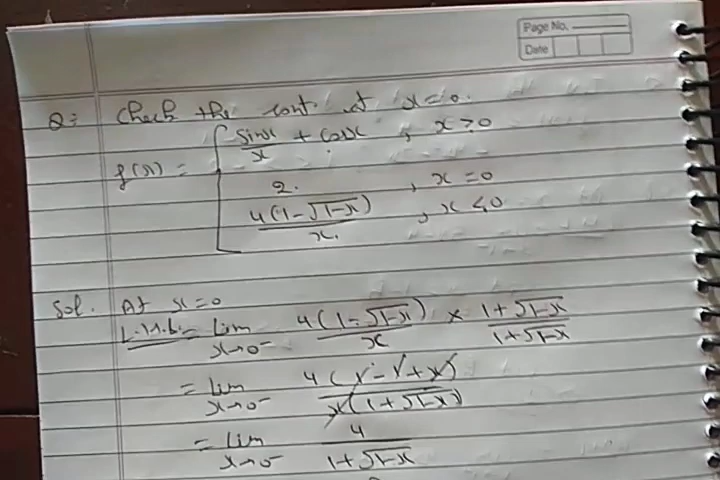 Page No.
Date
Q: Check the cont. at x=0.
f(x) = { sinx/x + cosx , x>0
2. , x=0
4(1-√1-x)/x. , x<0
Sol. At x=0
L.H.L = lim x→0⁻ 4(1-√1-x)/x × 1+√1-x/1+√1-x
= lim x→0⁻ 4(1-1+x)/x(1+√1-x)
= lim x→0⁻ 4/1+√1-x